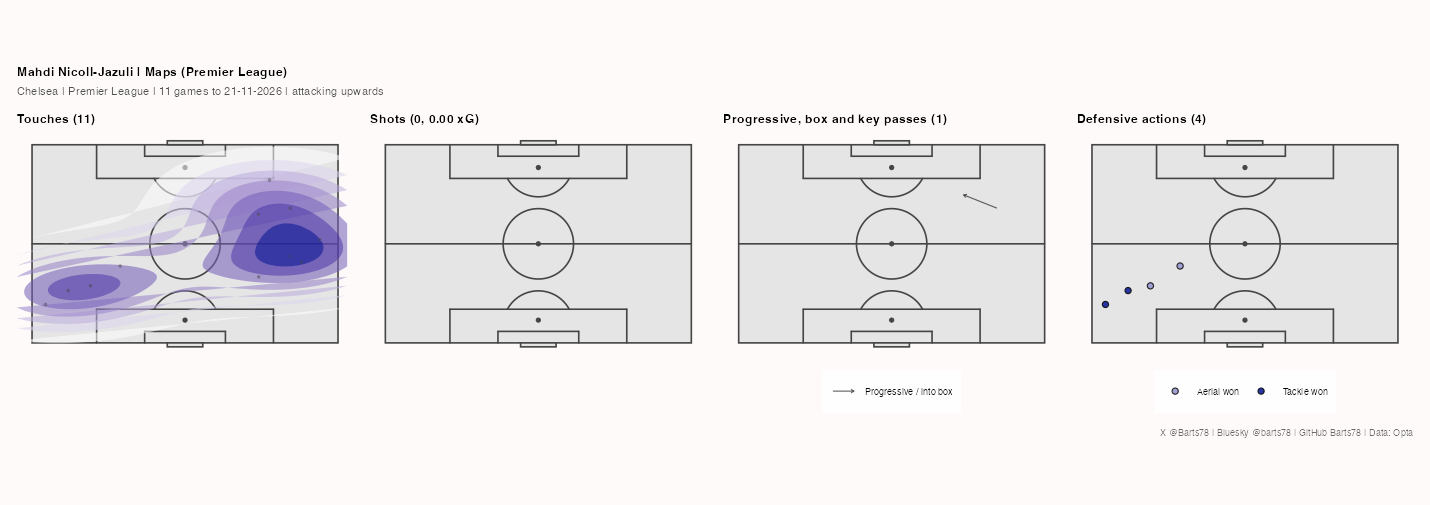 Mahdi Nicoll-Jazuli | Maps (Premier League)
Chelsea | Premier League | 11 games to 21-11-2026 | attacking upwards
Touches (11)
Shots (0, 0.00 xG)
Progressive, box and key passes (1)
Defensive actions (4)
Progressive / into box
Aerial won
Tackle won
X @Barts78 | Bluesky @barts78 | GitHub Barts78 | Data: Opta